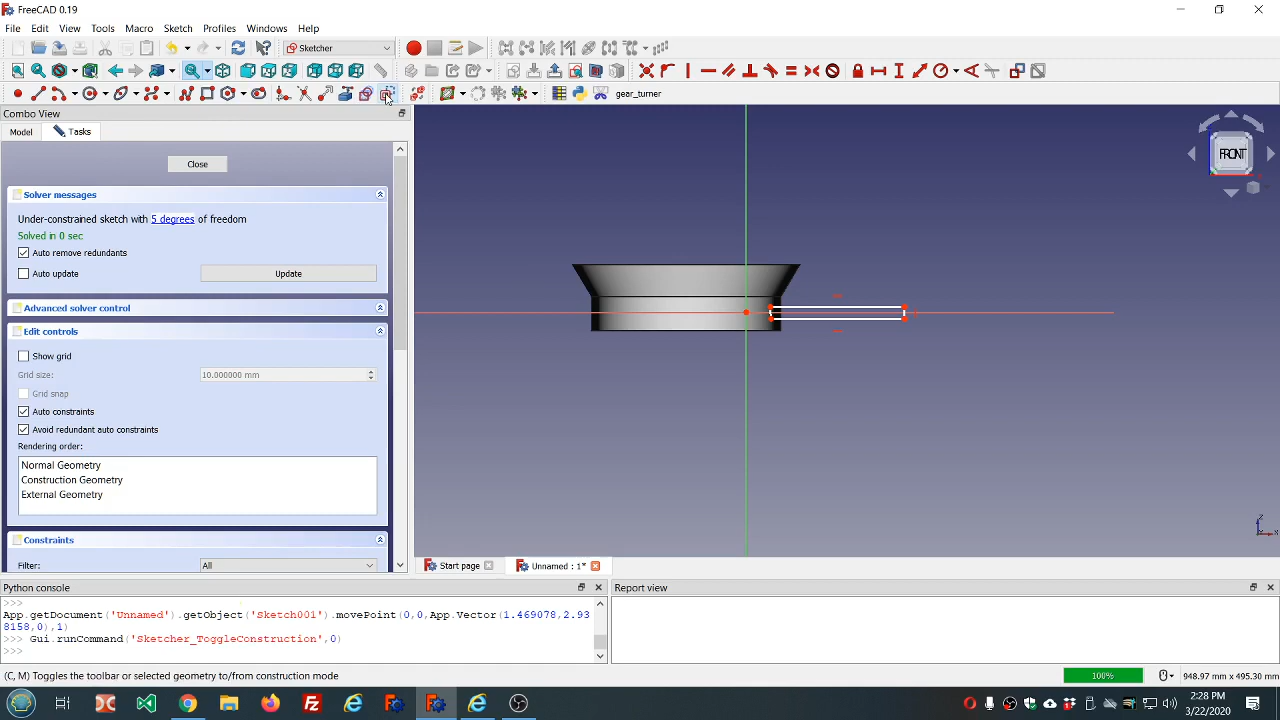 FreeCAD 0.19
File Edit View Tools Macro Sketch Profiles Windows Help
Sketcher
gear_turner
Combo View
Model Tasks
FRONT
Close
Solver messages
Under-constrained sketch with 5 degrees of freedom
Solved in 0 sec
Auto remove redundants
Auto update Update
Advanced solver control
Edit controls
Show grid
Grid size: 10.000000 mm
Grid snap
Auto constraints
Avoid redundant auto constraints
Rendering order:
Normal Geometry
Construction Geometry
External Geometry
Constraints
Filter: All
Z
X
Start page Unnamed : 1*
Python console Report view
>>>
App.getDocument('Unnamed').getObject('Sketch001').movePoint(0,0,App.Vector(1.469078,2.93
8158,0),1)
>>> Gui.runCommand('Sketcher_ToggleConstruction',0)
>>>
(C, M) Toggles the toolbar or selected geometry to/from construction mode 100% 948.97 mm x 495.30 mm
2:28 PM
3/22/2020